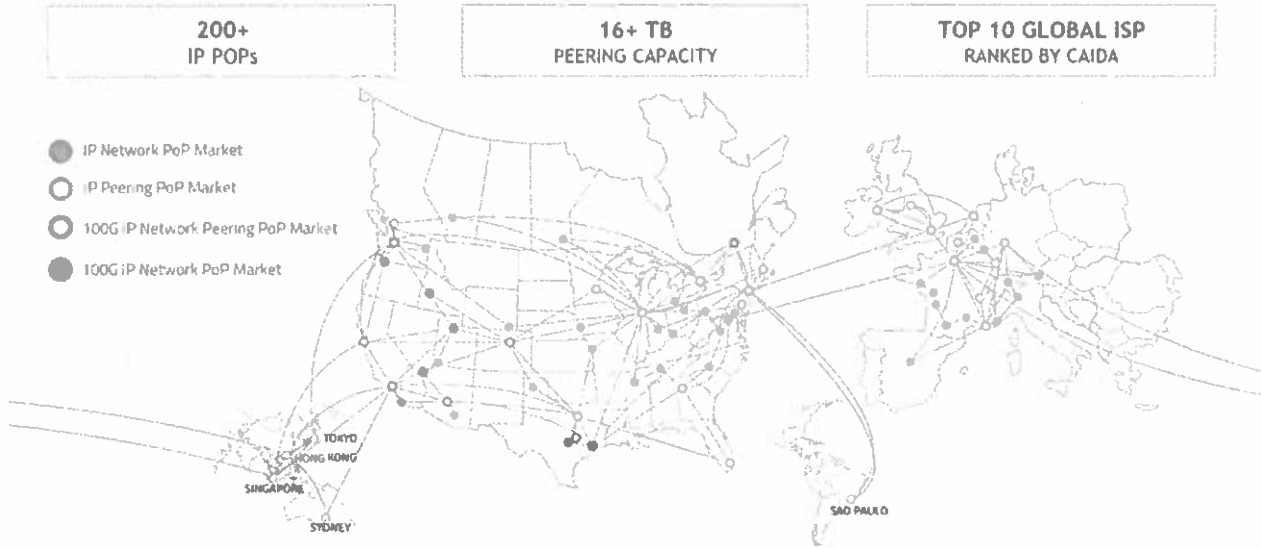 200+
IP POPs
16+ TB
PEERING CAPACITY
TOP 10 GLOBAL ISP
RANKED BY CAIDA
IP Network PoP Market
IP Peering PoP Market
100G IP Network Peering PoP Market
100G IP Network PoP Market
TOKYO
HONG KONG
SINGAPORE
SYDNEY
SAO PAULO